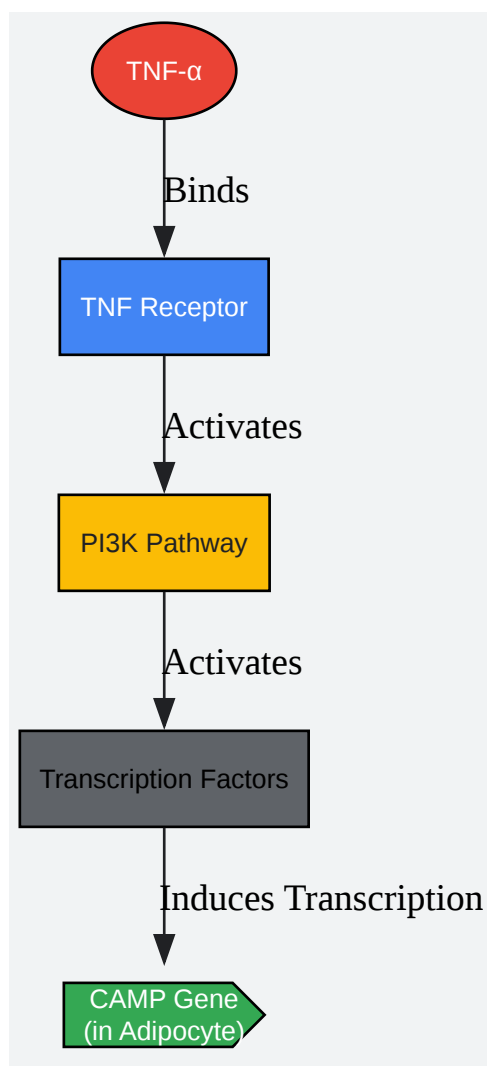 TNF-α
Binds
TNF Receptor
Activates
PI3K Pathway
Activates
Transcription Factors
Induces Transcription
CAMP Gene
(in Adipocyte)